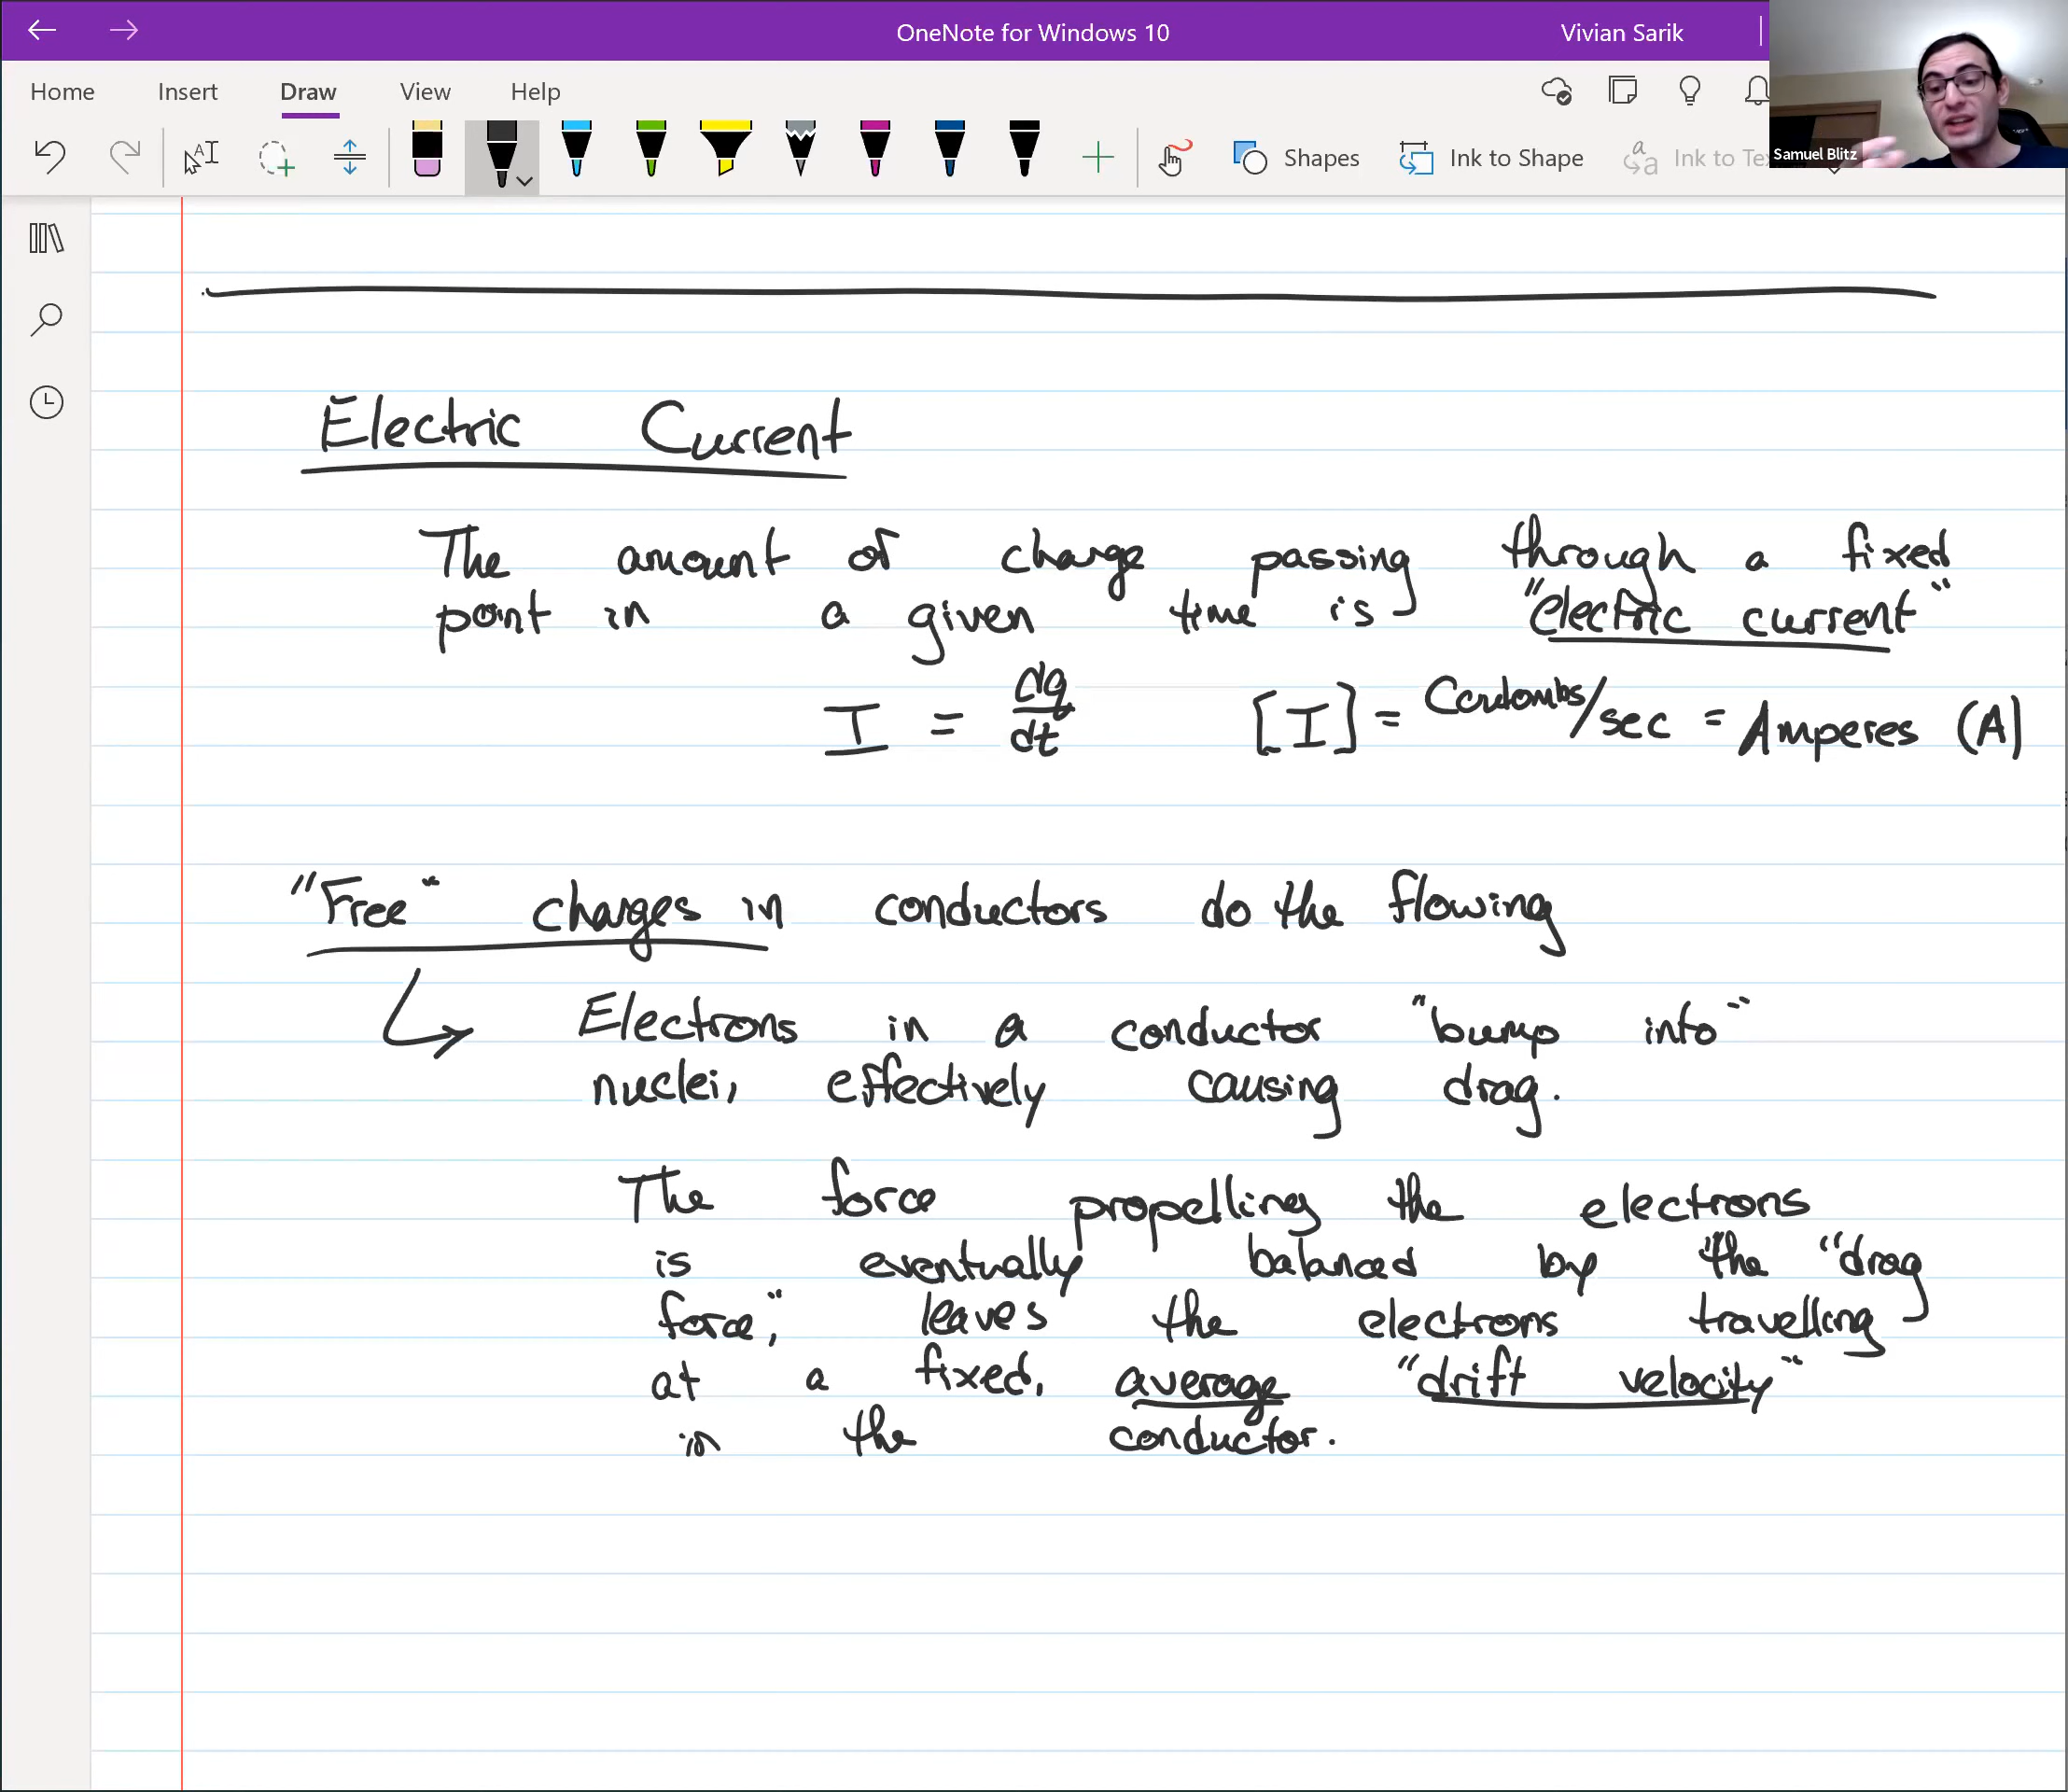 OneNote for Windows 10
Vivian Sarik
Home Insert Draw View Help
Shapes Ink to Shape Ink to Te
Samuel Blitz
Electric Current
The amount of charge passing through a fixed
point in a given time is "electric current"
I = dq/dt [I] = Coulombs/sec = Amperes (A)
"Free" charges in conductors do the flowing
Electrons in a conductor "bump into"
nuclei, effectively causing drag.
The force propelling the electrons
is eventually balanced by the "drag
force," leaves the electrons travelling
at a fixed, average "drift velocity"
in the conductor.